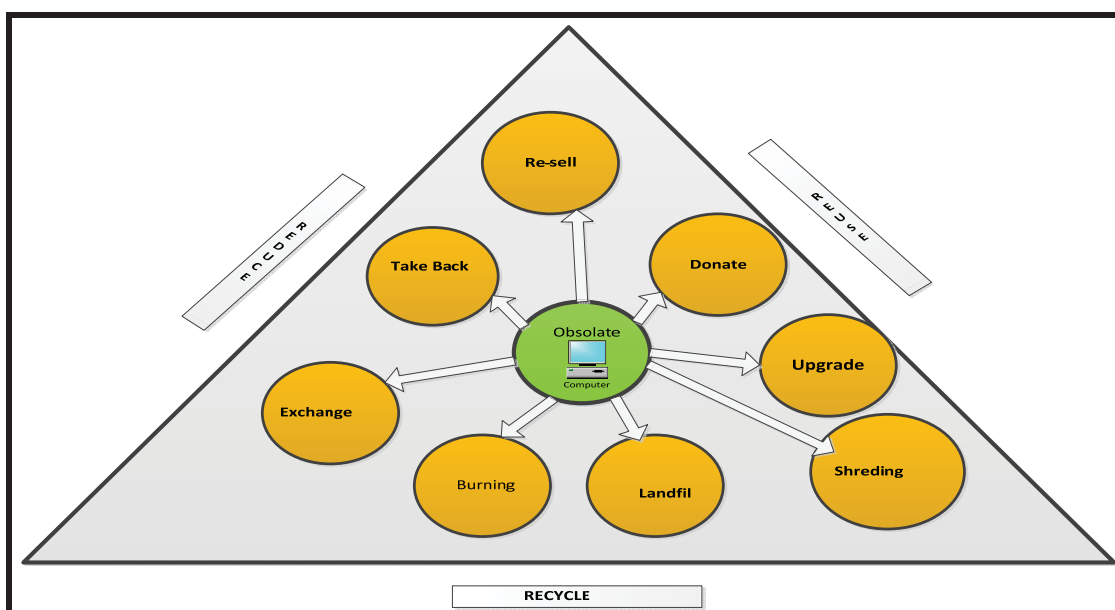 Re-sell
REDUCE
REUSE
Take Back
Donate
Obsolate
Computer
Upgrade
Exchange
Burning
Landfil
Shreding
RECYCLE